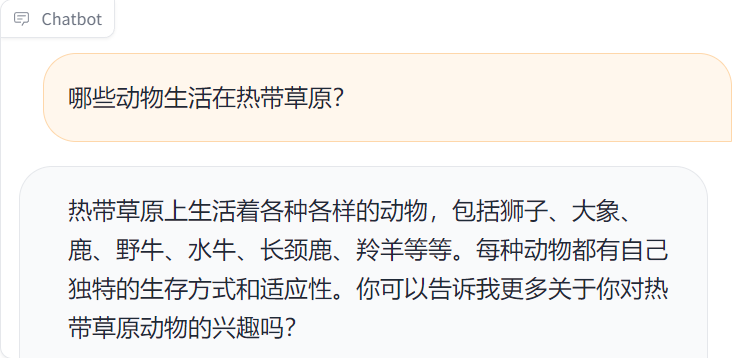 Chatbot
哪些动物生活在热带草原？
热带草原上生活着各种各样的动物，包括狮子、大象、
鹿、野牛、水牛、长颈鹿、羚羊等等。每种动物都有自己
独特的生存方式和适应性。你可以告诉我更多关于你对热
带草原动物的兴趣吗？